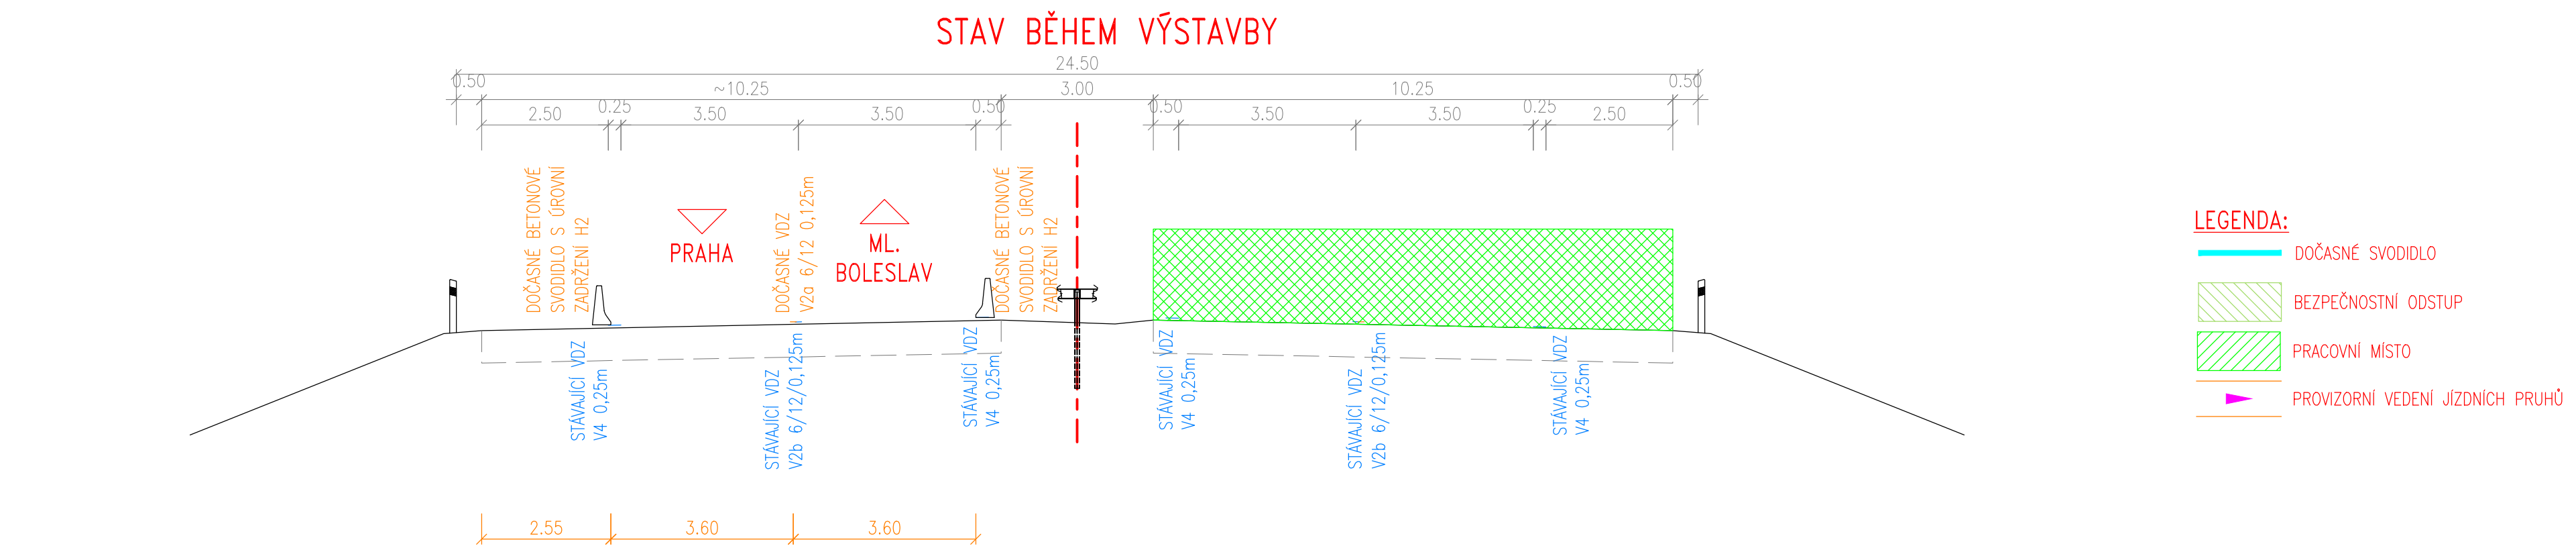 STAV BĚHEM VÝSTAVBY
24.50
0.50
~10.25
3.00
10.25
0.50
2.50
0.25
3.50
3.50
0.50
0.50
3.50
3.50
0.25
2.50
DOČASNÉ BETONOVÉ
SVODIDLO S ÚROVNÍ
ZADRŽENÍ H2
PRAHA
DOČASNÉ VDZ
V2a 6/12 0,125m
ML.
BOLESLAV
DOČASNÉ BETONOVÉ
SVODIDLO S ÚROVNÍ
ZADRŽENÍ H2
STÁVAJÍCÍ VDZ
V4 0,25m
STÁVAJÍCÍ VDZ
V2b 6/12/0,125m
STÁVAJÍCÍ VDZ
V4 0,25m
STÁVAJÍCÍ VDZ
V4 0,25m
STÁVAJÍCÍ VDZ
V2b 6/12/0,125m
STÁVAJÍCÍ VDZ
V4 0,25m
2.55
3.60
3.60
LEGENDA:
DOČASNÉ SVODIDLO
BEZPEČNOSTNÍ ODSTUP
PRACOVNÍ MÍSTO
PROVIZORNÍ VEDENÍ JÍZDNÍCH PRUHŮ